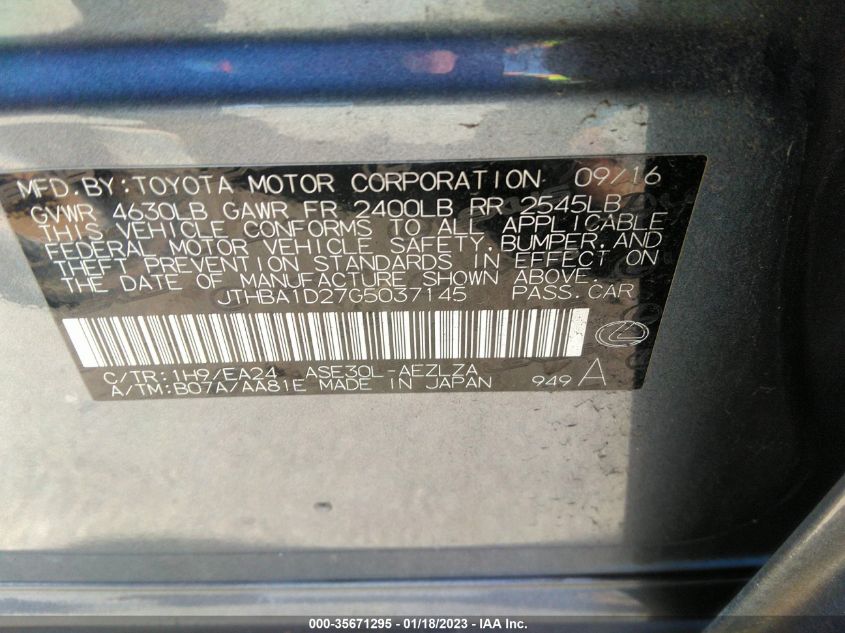 MFD. BY: TOYOTA MOTOR CORPORATION 09/16
GVWR 4630LB GAWR FR 2400LB RR 2545LB
THIS VEHICLE CONFORMS TO ALL APPLICABLE
FEDERAL MOTOR VEHICLE SAFETY, BUMPER, AND
THEFT PREVENTION STANDARDS IN EFFECT ON
THE DATE OF MANUFACTURE SHOWN ABOVE.
JTHBA1D27G5037145 PASS. CAR
C/TR: 1H9/EA24 ASE30L-AEZLZA
A/TM: B07A/AA81E MADE IN JAPAN 949 A
000-35671295 - 01/18/2023 - IAA Inc.